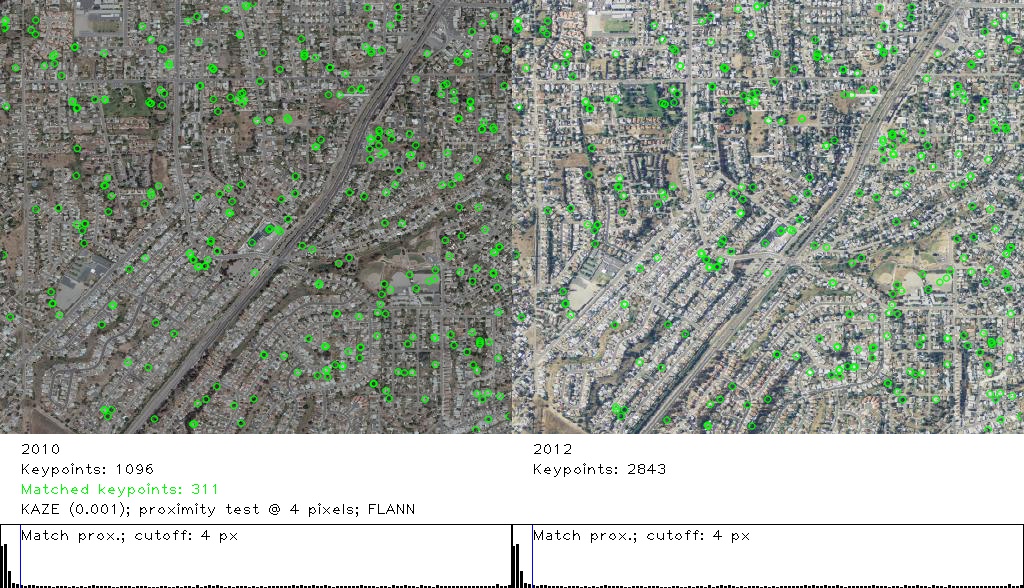 2010
Keypoints: 1096
Matched keypoints: 311
KAZE (0.001); proximity test @ 4 pixels; FLANN
2012
Keypoints: 2843
Match prox.; cutoff: 4 px
Match prox.; cutoff: 4 px